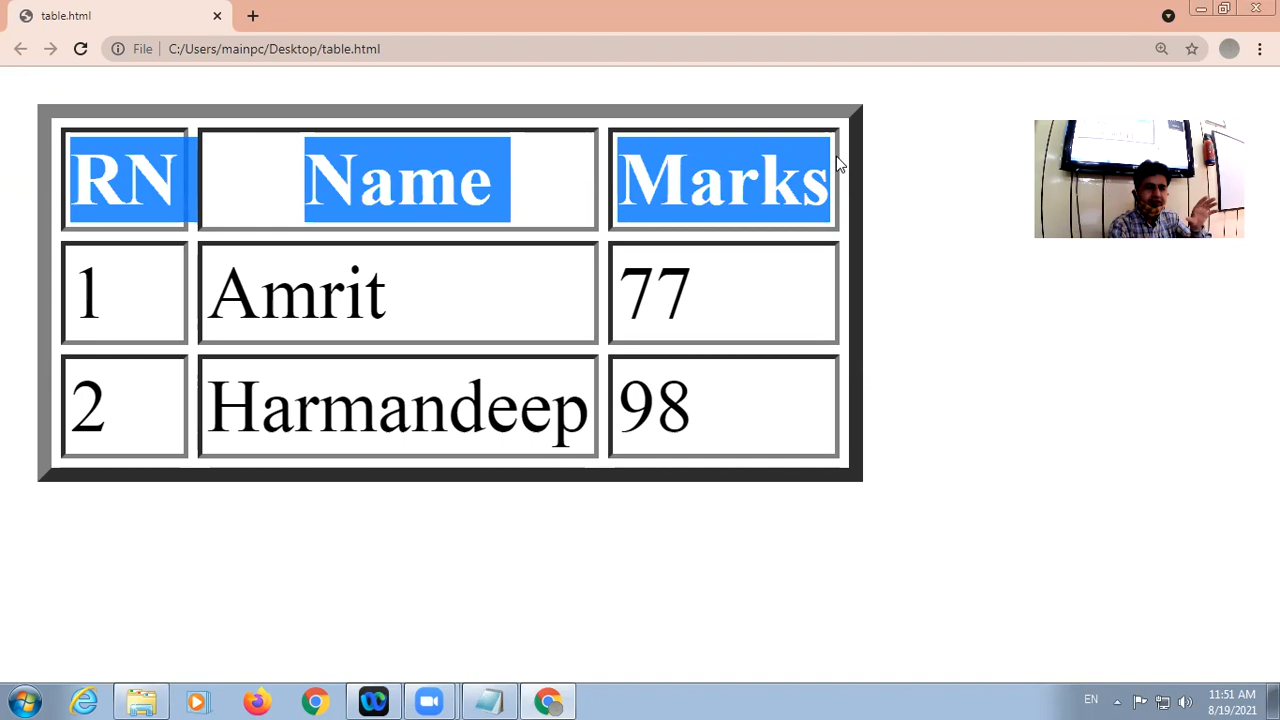 table.html
File C:/Users/mainpc/Desktop/table.html
RN Name Marks
1 Amrit 77
2 Harmandeep 98
EN 11:51 AM
8/19/2021